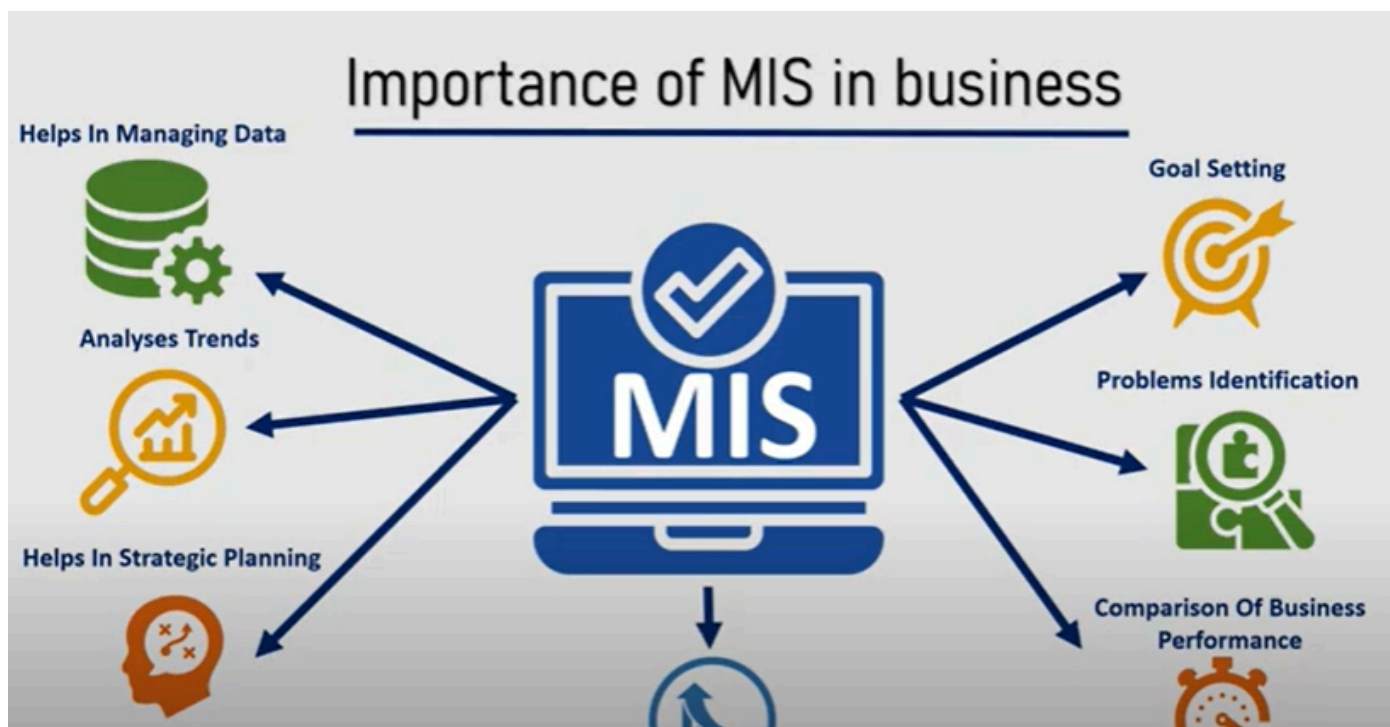 Importance of MIS in business
Helps In Managing Data
Goal Setting
MIS
Analyses Trends
Problems Identification
Helps In Strategic Planning
Comparison Of Business
Performance